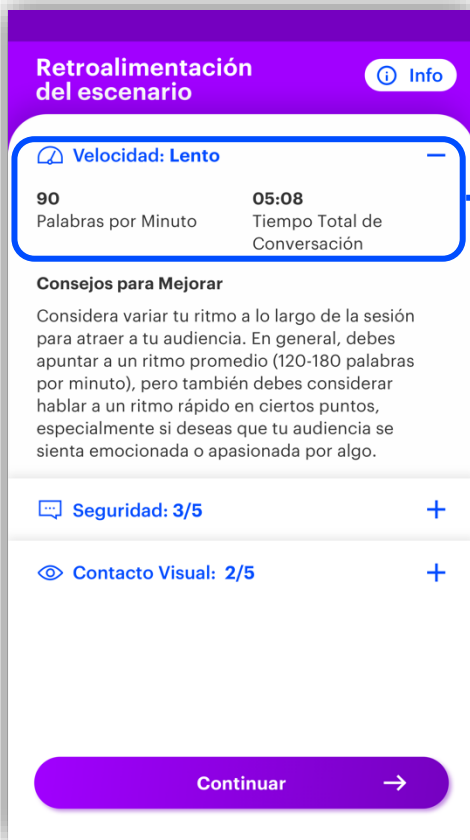 Retroalimentación
del escenario
Info
Velocidad: Lento
90
Palabras por Minuto
05:08
Tiempo Total de
Conversación
Consejos para Mejorar
Considera variar tu ritmo a lo largo de la sesión
para atraer a tu audiencia. En general, debes
apuntar a un ritmo promedio (120-180 palabras
por minuto), pero también debes considerar
hablar a un ritmo rápido en ciertos puntos,
especialmente si deseas que tu audiencia se
sienta emocionada o apasionada por algo.
Seguridad: 3/5
Contacto Visual: 2/5
Continuar